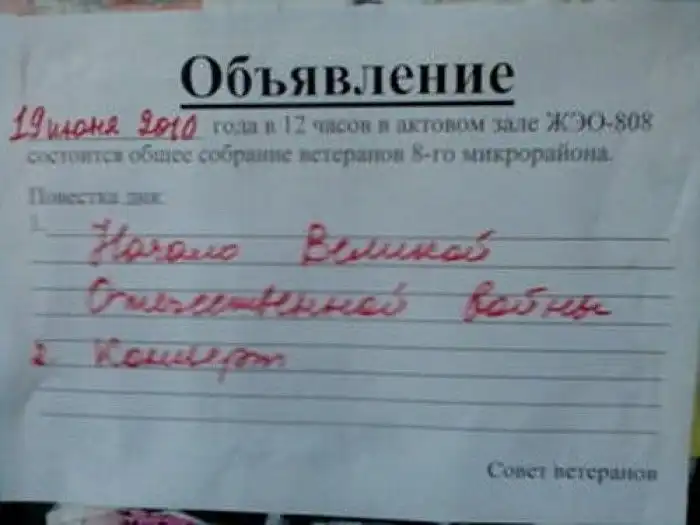 Объявление
19 июня 2010 года в 12 часов в актовом зале ЖЭО-808
состоится общее собрание ветеранов 8-го микрорайона.
Повестка дня:
1.
Начало Великой
Отечественной войны
2. Концерт
Совет ветеранов